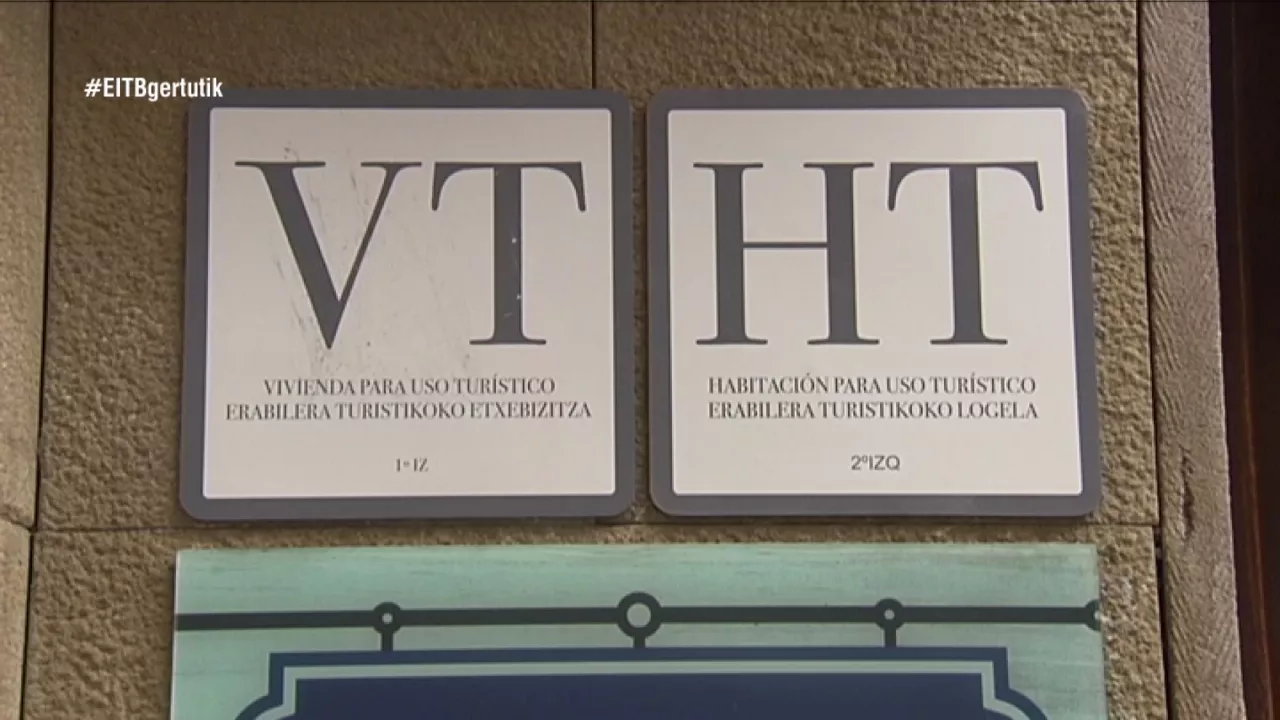 #EITBgertutik
VT
VIVIENDA PARA USO TURÍSTICO
ERABILERA TURISTIKOKO ETXEBIZITZA
1º IZ
HT
HABITACIÓN PARA USO TURÍSTICO
ERABILERA TURISTIKOKO LOGELA
2ºIZQ